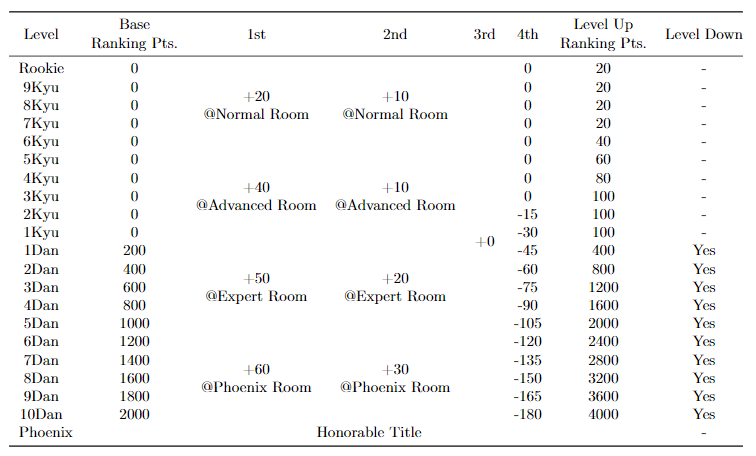 Level Base Ranking Pts. 1st 2nd 3rd 4th Level Up Ranking Pts. Level Down
Rookie 0 0 20 -
9Kyu 0 0 20 -
+20 @Normal Room +10 @Normal Room
8Kyu 0 0 20 -
7Kyu 0 0 20 -
6Kyu 0 0 40 -
5Kyu 0 0 60 -
4Kyu 0 0 80 -
+40 @Advanced Room +10 @Advanced Room
3Kyu 0 0 100 -
2Kyu 0 -15 100 -
1Kyu 0 -30 100 -
+0
1Dan 200 -45 400 Yes
2Dan 400 -60 800 Yes
+50 @Expert Room +20 @Expert Room
3Dan 600 -75 1200 Yes
4Dan 800 -90 1600 Yes
5Dan 1000 -105 2000 Yes
6Dan 1200 -120 2400 Yes
7Dan 1400 -135 2800 Yes
+60 @Phoenix Room +30 @Phoenix Room
8Dan 1600 -150 3200 Yes
9Dan 1800 -165 3600 Yes
10Dan 2000 -180 4000 Yes
Phoenix Honorable Title -